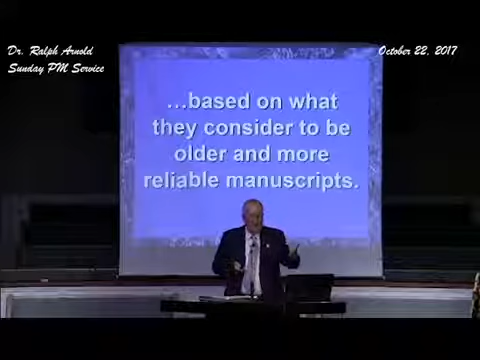 Dr. Ralph Arnold
Sunday PM Service
October 22, 2017
...based on what
they consider to be
older and more
reliable manuscripts.